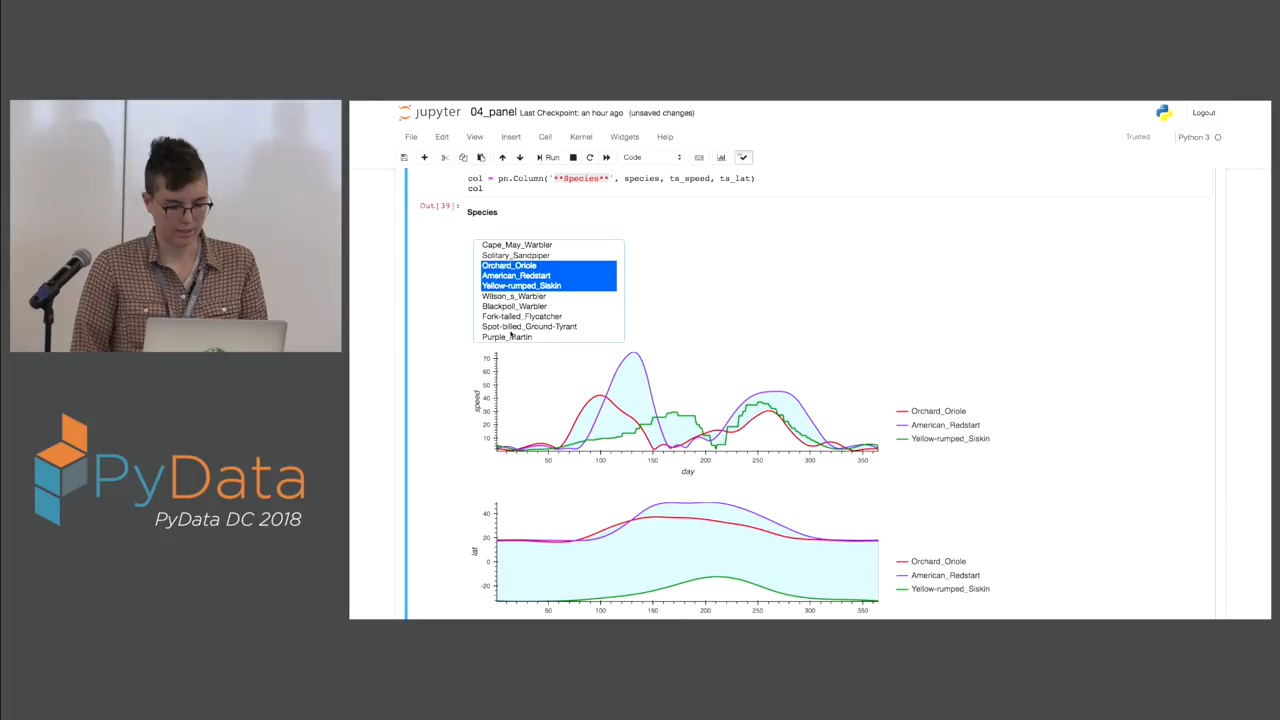 jupyter 04_panel Last Checkpoint: an hour ago (unsaved changes)
Logout
File Edit View Insert Cell Kernel Widgets Help
Trusted
Python 3
Run
Code
col = pn.Column('**Species**', species, ts_speed, ts_lat)
col
Out[39]:
Species
Cape_May_Warbler
Solitary_Sandpiper
Orchard_Oriole
American_Redstart
Yellow-rumped_Siskin
Wilson_s_Warbler
Blackpoll_Warbler
Fork-tailed_Flycatcher
Spot-billed_Ground-Tyrant
Purple_Martin
speed
70
60
50
40
30
20
10
50 100 150 200 250 300 350
day
Orchard_Oriole
American_Redstart
Yellow-rumped_Siskin
lat
40
20
0
-20
50 100 150 200 250 300 350
Orchard_Oriole
American_Redstart
Yellow-rumped_Siskin
PyData
PyData DC 2018